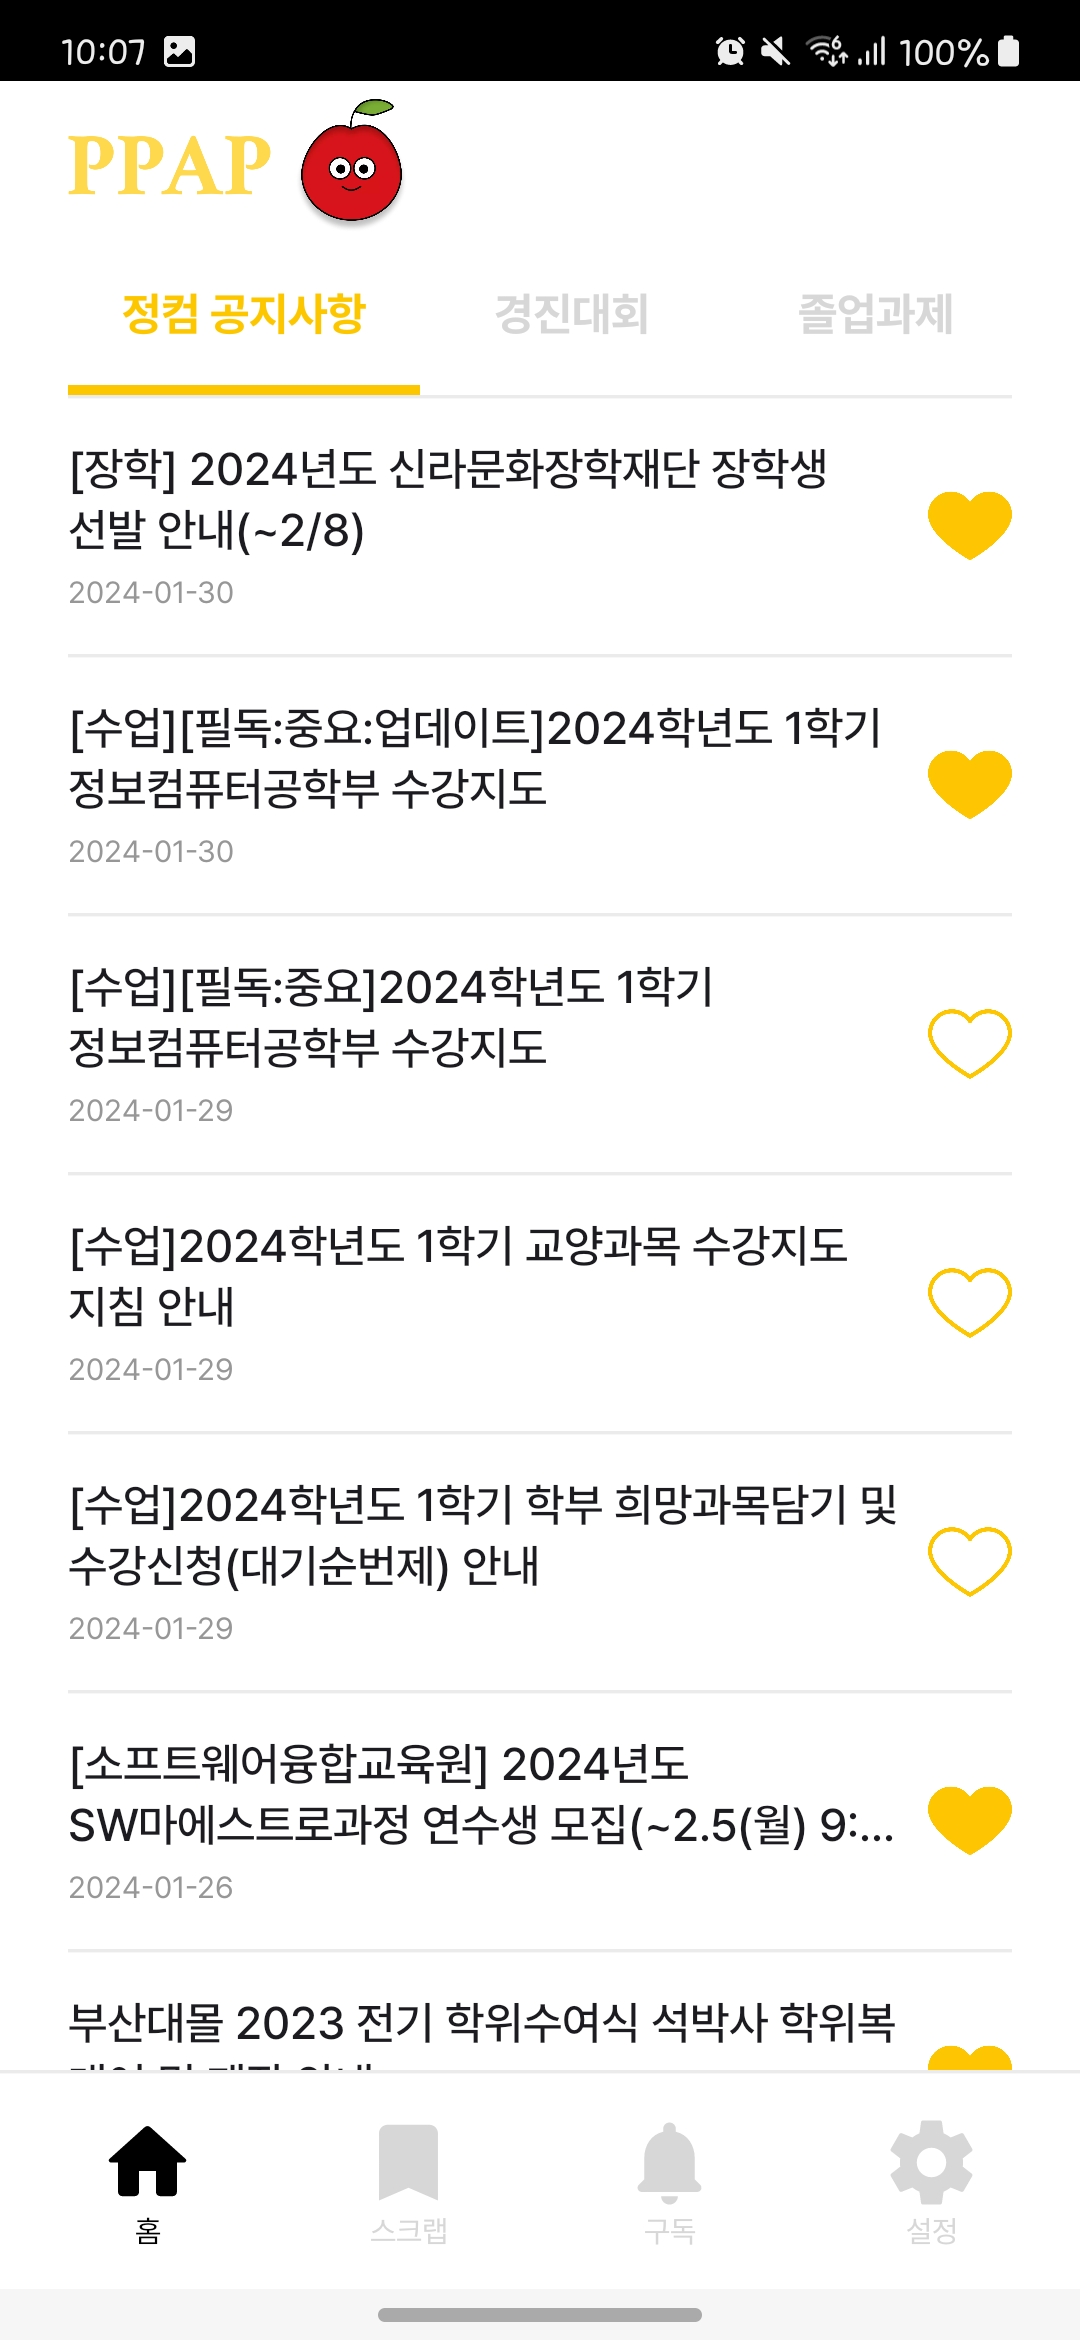 10:07
100%
PPAP
정컴 공지사항 경진대회 졸업과제
[장학] 2024년도 신라문화장학재단 장학생
선발 안내(~2/8)
2024-01-30
[수업][필독:중요:업데이트]2024학년도 1학기
정보컴퓨터공학부 수강지도
2024-01-30
[수업][필독:중요]2024학년도 1학기
정보컴퓨터공학부 수강지도
2024-01-29
[수업]2024학년도 1학기 교양과목 수강지도
지침 안내
2024-01-29
[수업]2024학년도 1학기 학부 희망과목담기 및
수강신청(대기순번제) 안내
2024-01-29
[소프트웨어융합교육원] 2024년도
SW마에스트로과정 연수생 모집(~2.5(월) 9:...
2024-01-26
부산대몰 2023 전기 학위수여식 석박사 학위복
홈 스크랩 구독 설정